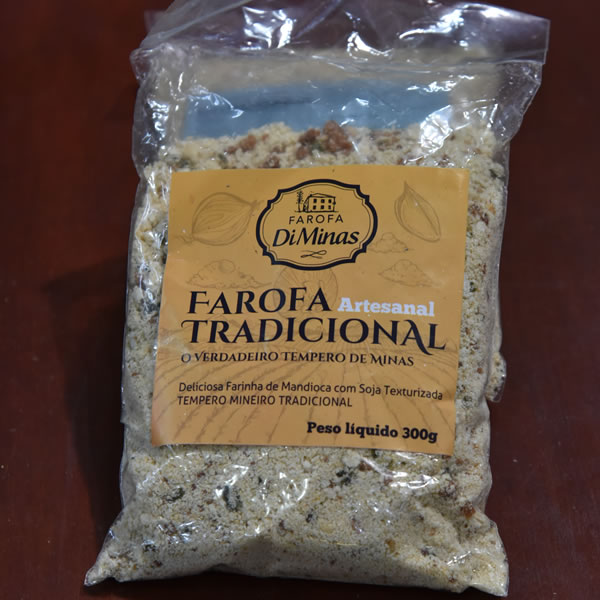 FAROFA
DiMinas
FAROFA Artesanal
TRADICIONAL
O VERDADEIRO TEMPERO DE MINAS
Deliciosa Farinha de Mandioca com Soja Texturizada
TEMPERO MINEIRO TRADICIONAL
Peso líquido 300g